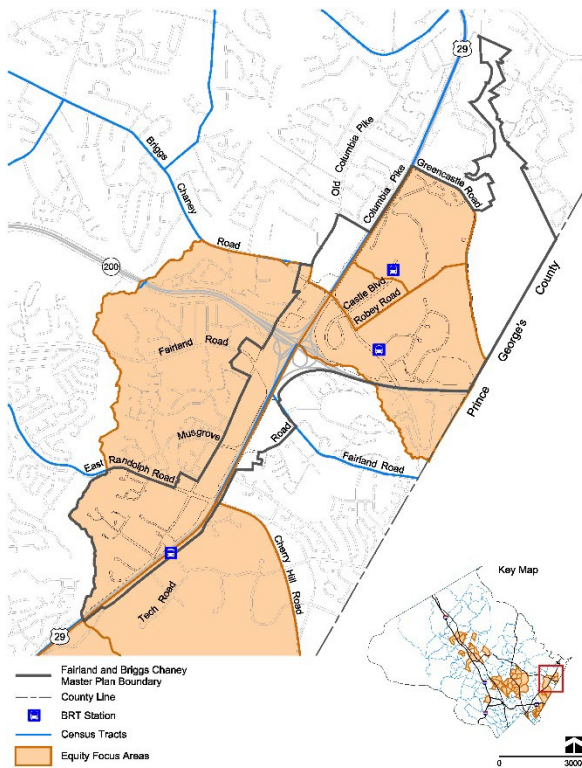 29
Old Columbia Pike
Columbia Pike
Greencastle Road
Briggs
Chaney
Road
200
Castle Blvd
Robey Road
County
George's
Prince
Fairland Road
Musgrove
Road
East Randolph Road
Fairland Road
Cherry Hill Road
Tech Road
29
Key Map
Fairland and Briggs Chaney
Master Plan Boundary
County Line
BRT Station
Census Tracts
Equity Focus Areas
0 3000